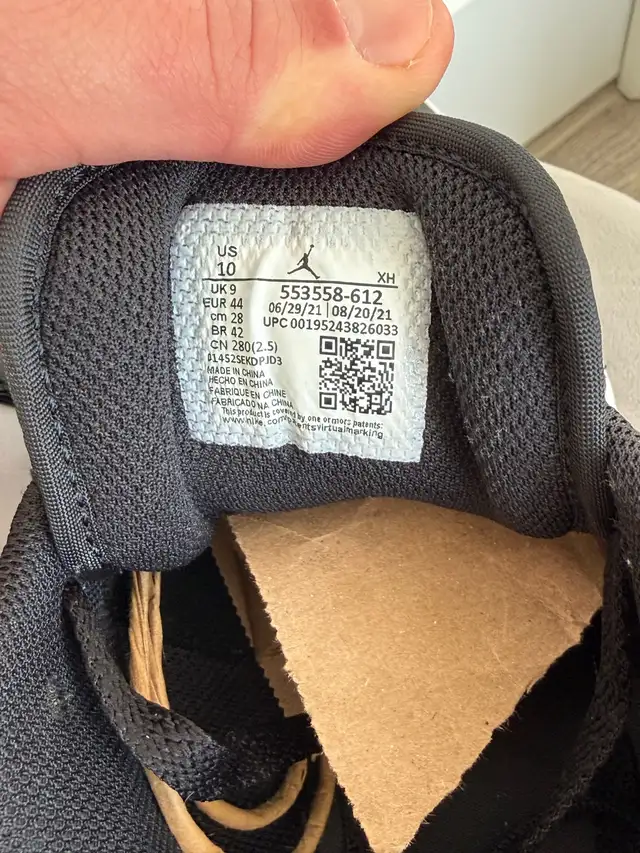 US
10
XH
UK 9
EUR 44
cm 28
BR 42
CN 280(2.5)
553558-612
06/29/21 | 08/20/21
UPC 00195243826033
MADE IN CHINA
HECHO EN CHINA
FABRIQUE EN CHINE
FABRICADO NA CHINA
This product is covered by one or more patents: